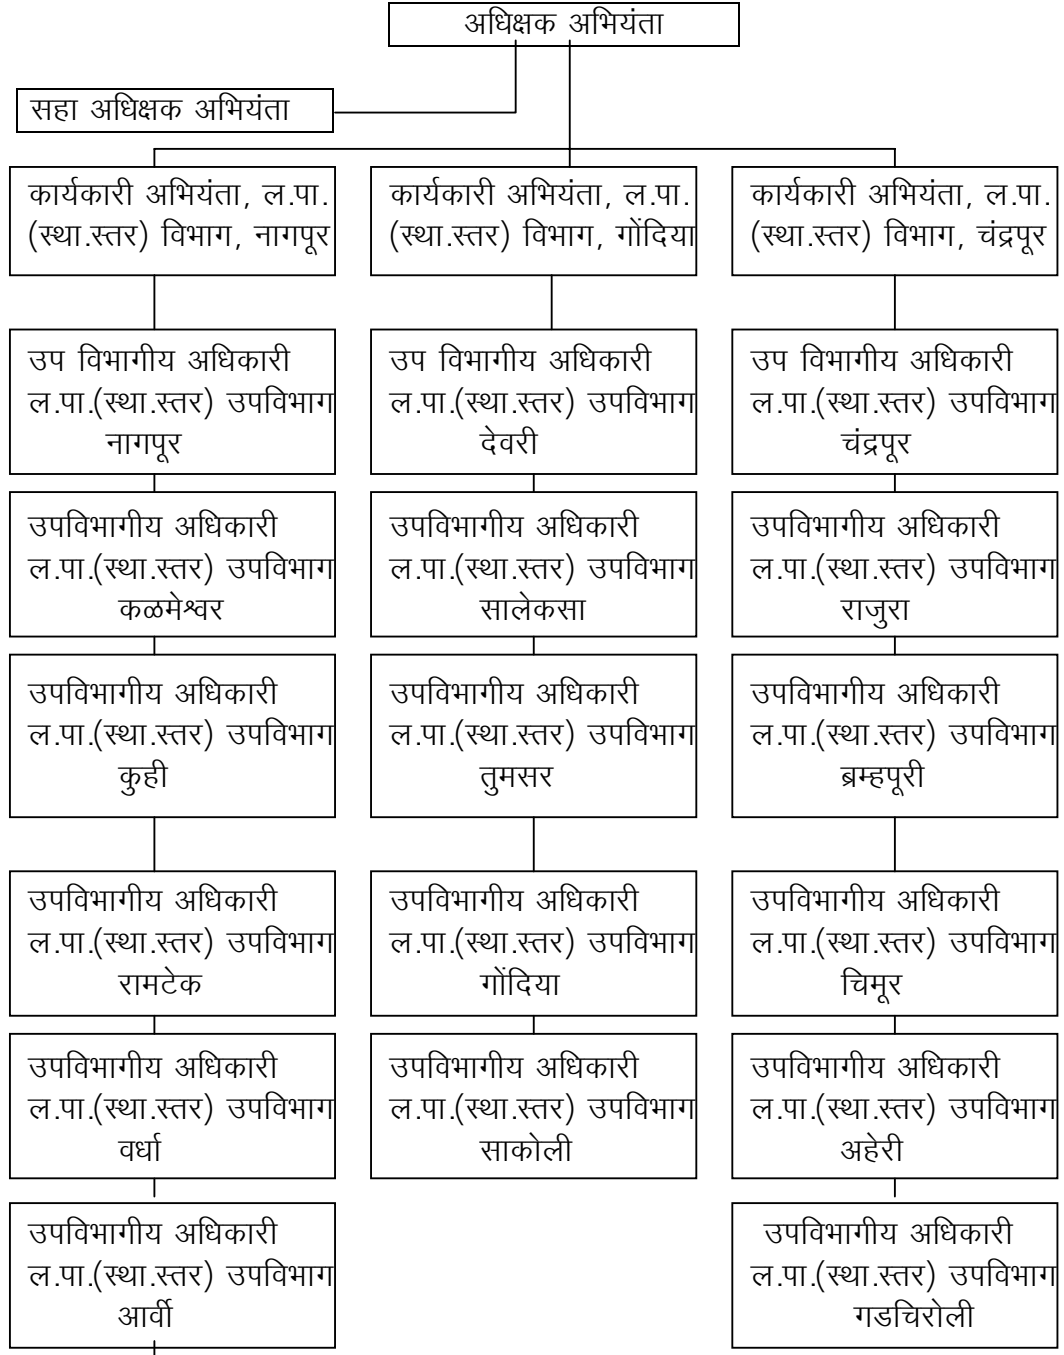 अधिक्षक अभियंता
सहा अधिक्षक अभियंता
कार्यकारी अभियंता, ल.पा.
(स्था.स्तर) विभाग, नागपूर
कार्यकारी अभियंता, ल.पा.
(स्था.स्तर) विभाग, गोंदिया
कार्यकारी अभियंता, ल.पा.
(स्था.स्तर) विभाग, चंद्रपूर
उप विभागीय अधिकारी
ल.पा.(स्था.स्तर) उपविभाग
नागपूर
उप विभागीय अधिकारी
ल.पा.(स्था.स्तर) उपविभाग
देवरी
उप विभागीय अधिकारी
ल.पा.(स्था.स्तर) उपविभाग
चंद्रपूर
उपविभागीय अधिकारी
ल.पा.(स्था.स्तर) उपविभाग
कळमेश्वर
उपविभागीय अधिकारी
ल.पा.(स्था.स्तर) उपविभाग
सालेकसा
उपविभागीय अधिकारी
ल.पा.(स्था.स्तर) उपविभाग
राजुरा
उपविभागीय अधिकारी
ल.पा.(स्था.स्तर) उपविभाग
कुही
उपविभागीय अधिकारी
ल.पा.(स्था.स्तर) उपविभाग
तुमसर
उपविभागीय अधिकारी
ल.पा.(स्था.स्तर) उपविभाग
ब्रम्हपूरी
उपविभागीय अधिकारी
ल.पा.(स्था.स्तर) उपविभाग
रामटेक
उपविभागीय अधिकारी
ल.पा.(स्था.स्तर) उपविभाग
गोंदिया
उपविभागीय अधिकारी
ल.पा.(स्था.स्तर) उपविभाग
चिमूर
उपविभागीय अधिकारी
ल.पा.(स्था.स्तर) उपविभाग
वर्धा
उपविभागीय अधिकारी
ल.पा.(स्था.स्तर) उपविभाग
साकोली
उपविभागीय अधिकारी
ल.पा.(स्था.स्तर) उपविभाग
अहेरी
उपविभागीय अधिकारी
ल.पा.(स्था.स्तर) उपविभाग
आर्वी
उपविभागीय अधिकारी
ल.पा.(स्था.स्तर) उपविभाग
गडचिरोली